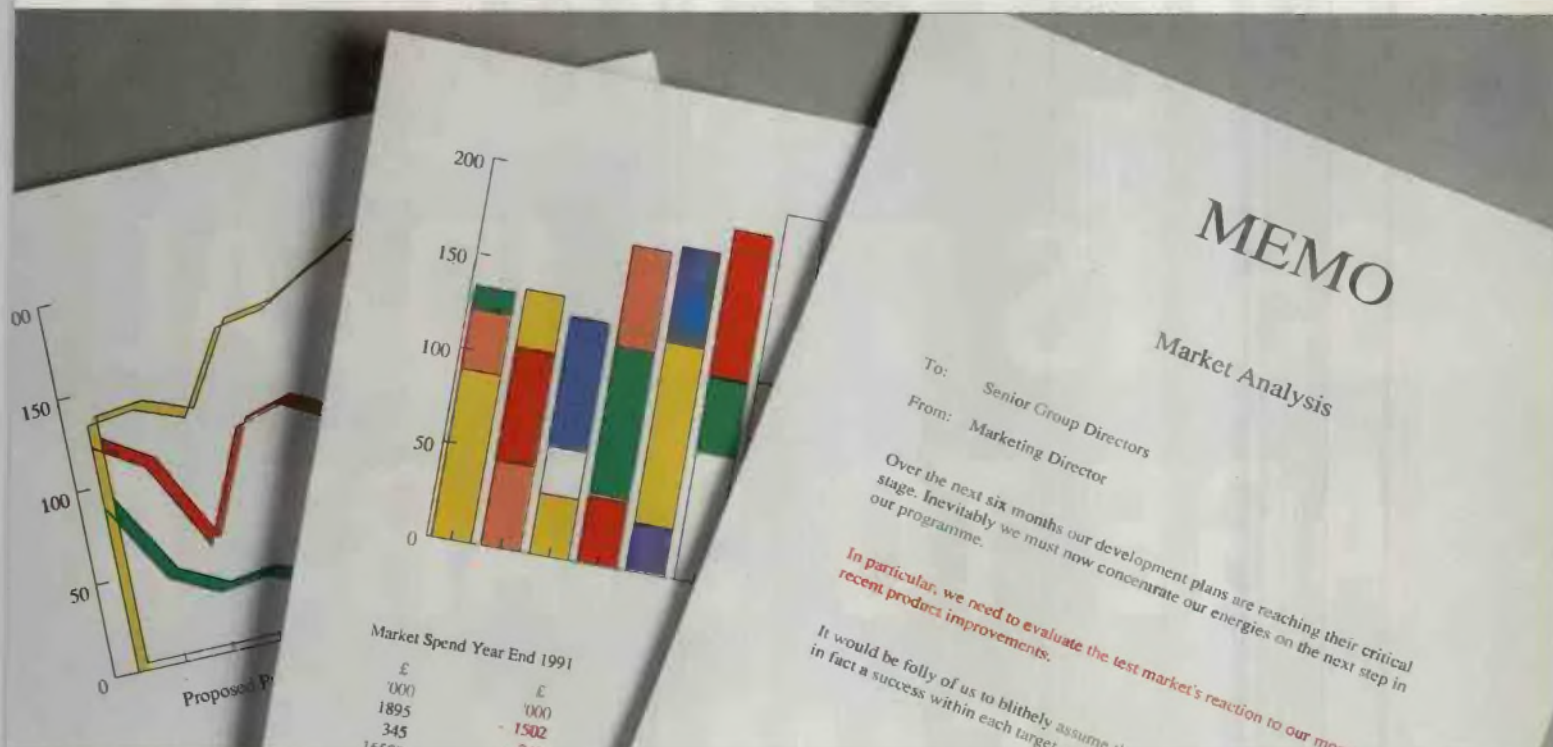 00
150
100
50
0
Proposed
200
150
100
50
0
Market Spend Year End 1991
£ £
'000 '000
1895 - 1502
345
MEMO
Market Analysis
To: Senior Group Directors
From: Marketing Director
Over the next six months our development plans are reaching their critical
stage. Inevitably we must now concentrate our energies on the next step in
our programme.
In particular, we need to evaluate the test market's reaction to our
recent product improvements.
It would be folly of us to blithely assume
in fact a success within each target